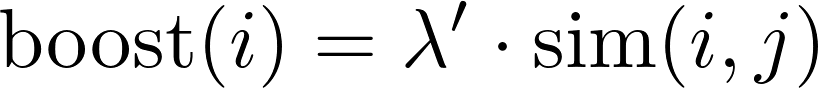 boost(i) = λ′ · sim(i, j)